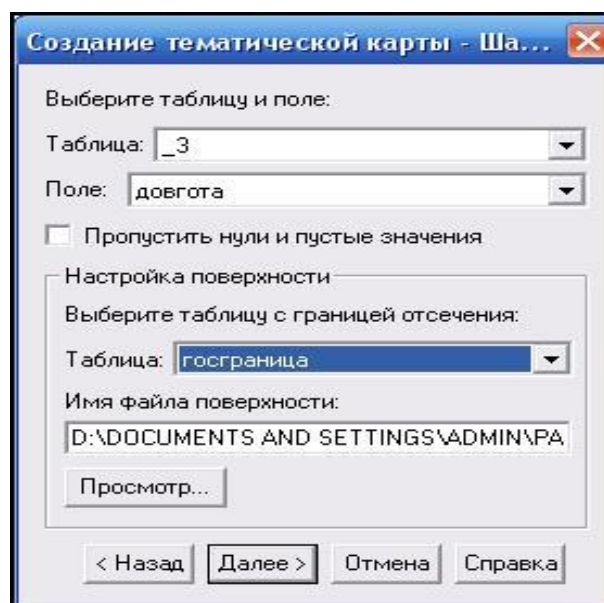 Создание тематической карты - Ша...
Выберите таблицу и поле:
Таблица: _3
Поле: довгота
Пропустить нули и пустые значения
Настройка поверхности
Выберите таблицу с границей отсечения:
Таблица: госграница
Имя файла поверхности:
D:\DOCUMENTS AND SETTINGS\ADMIN\PA
Просмотр...
< Назад Далее > Отмена Справка